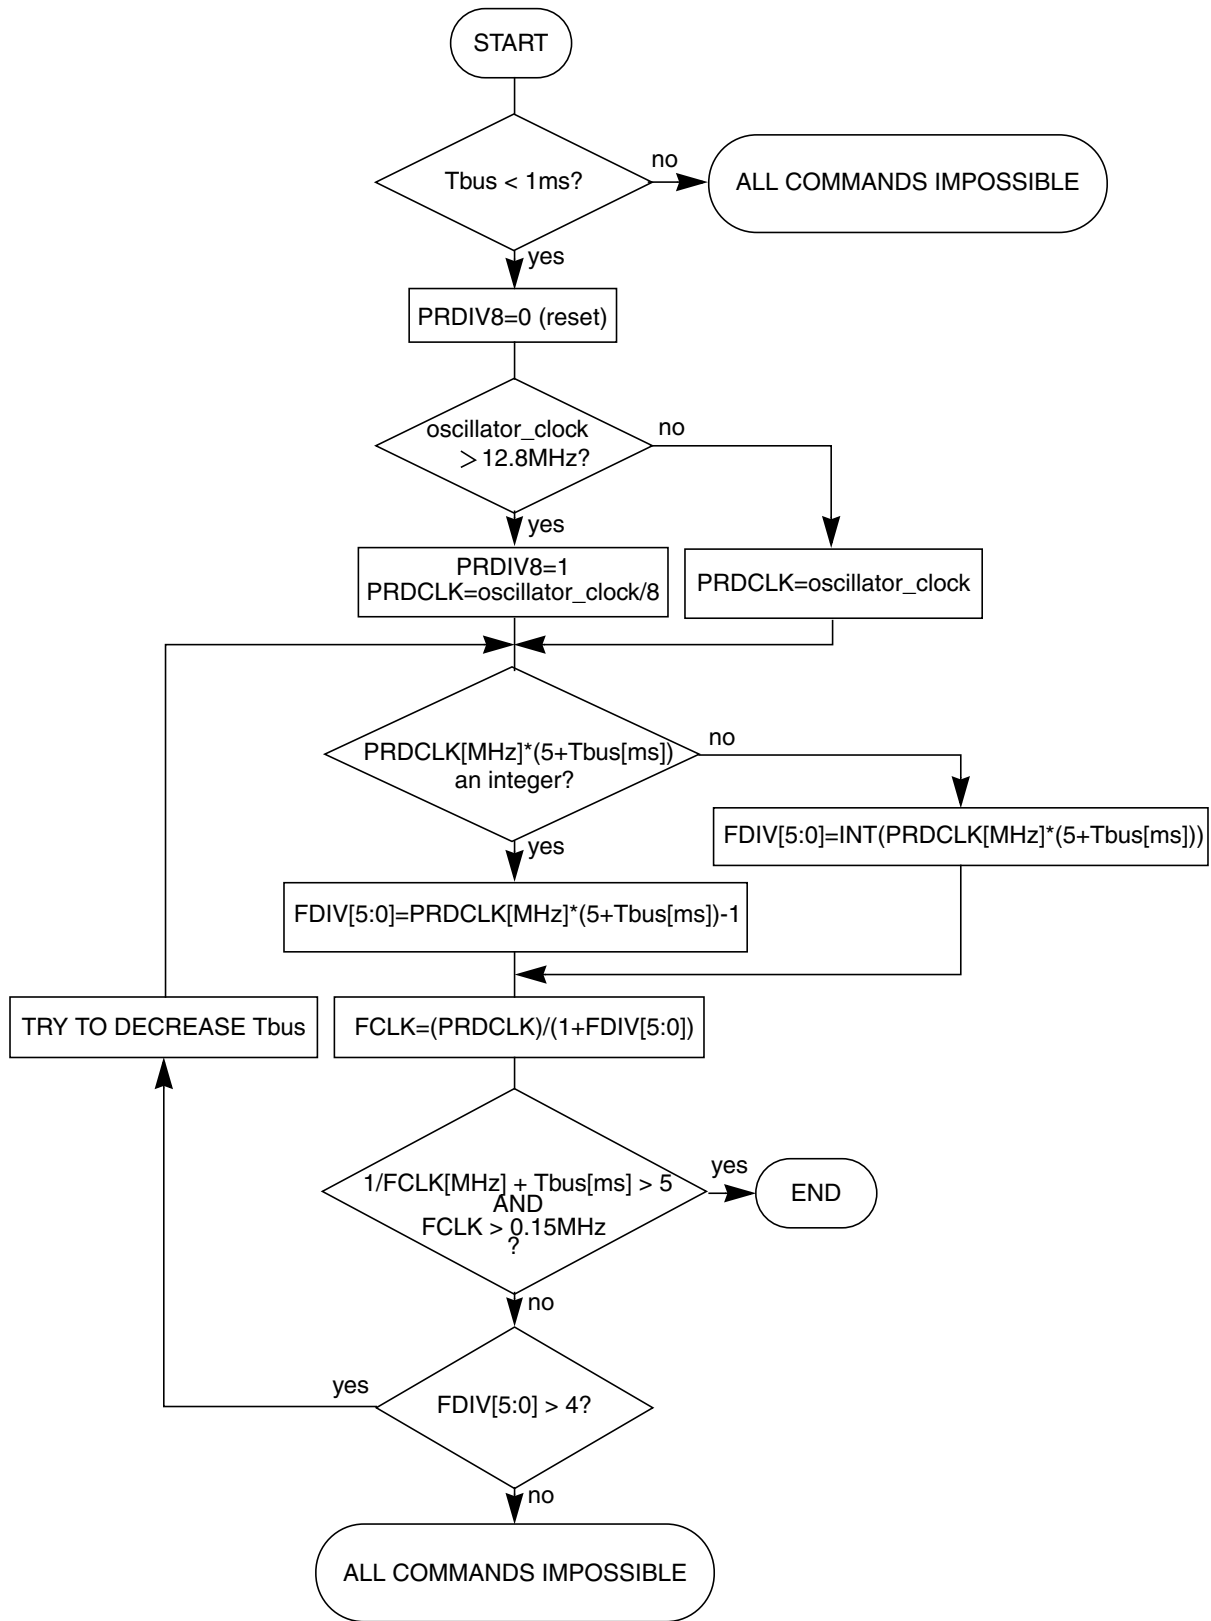 START
Tbus < 1ms?
no
ALL COMMANDS IMPOSSIBLE
yes
PRDIV8=0 (reset)
oscillator_clock
> 12.8MHz?
no
yes
PRDIV8=1
PRDCLK=oscillator_clock/8
PRDCLK=oscillator_clock
PRDCLK[MHz]*(5+Tbus[ms])
an integer?
no
yes
FDIV[5:0]=INT(PRDCLK[MHz]*(5+Tbus[ms]))
FDIV[5:0]=PRDCLK[MHz]*(5+Tbus[ms])-1
TRY TO DECREASE Tbus
FCLK=(PRDCLK)/(1+FDIV[5:0])
1/FCLK[MHz] + Tbus[ms] > 5
AND
FCLK > 0.15MHz
?
yes
END
no
FDIV[5:0] > 4?
yes
no
ALL COMMANDS IMPOSSIBLE